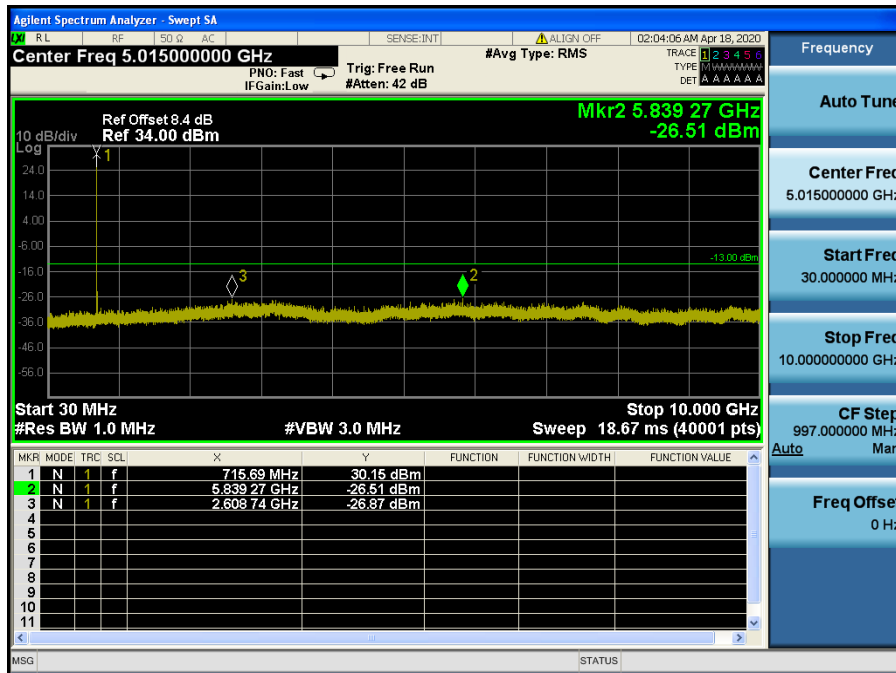 Agilent Spectrum Analyzer - Swept SA
LXI RL RF 50 Ω AC SENSE:INT ALIGN OFF 02:04:06 AM Apr 18, 2020
Center Freq 5.015000000 GHz
PNO: Fast
IFGain:Low
Trig: Free Run
#Atten: 42 dB
#Avg Type: RMS
TRACE 1 2 3 4 5 6
TYPE MWWWWW
DET A A A A A A
Mkr2 5.839 27 GHz
-26.51 dBm
Ref Offset 8.4 dB
10 dB/div Ref 34.00 dBm
Log
24.0
14.0
4.00
-6.00
-16.0
-26.0
-36.0
-46.0
-56.0
1
3
2
-13.00 dBm
Start 30 MHz Stop 10.000 GHz
#Res BW 1.0 MHz #VBW 3.0 MHz Sweep 18.67 ms (40001 pts)
MKR MODE TRC SCL X Y FUNCTION FUNCTION WIDTH FUNCTION VALUE
1 N 1 f 715.69 MHz 30.15 dBm
2 N 1 f 5.839 27 GHz -26.51 dBm
3 N 1 f 2.608 74 GHz -26.87 dBm
4
5
6
7
8
9
10
11
MSG STATUS
Frequency
Auto Tune
Center Freq
5.015000000 GHz
Start Freq
30.000000 MHz
Stop Freq
10.000000000 GHz
CF Step
997.000000 MHz
Auto Man
Freq Offset
0 Hz